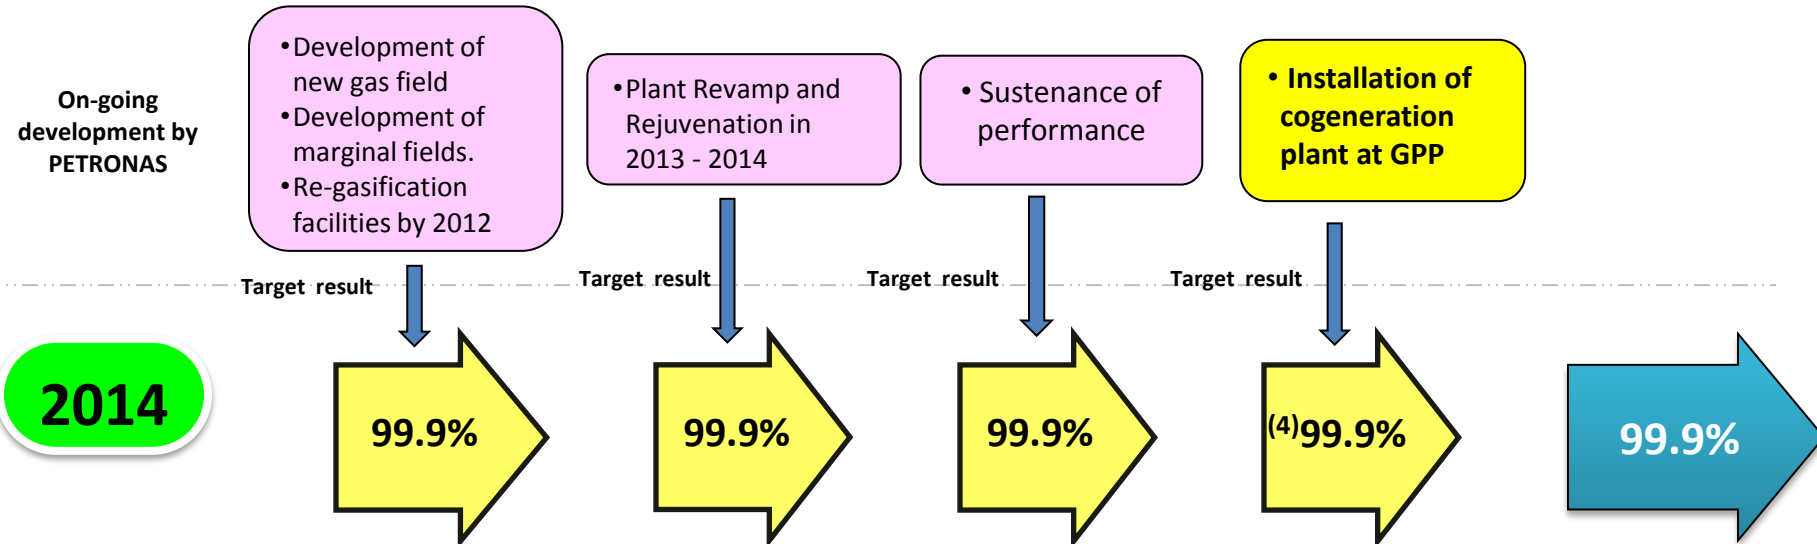 On-going
development by
PETRONAS
•Development of
new gas field
•Development of
marginal fields.
•Re-gasification
facilities by 2012
•Plant Revamp and
Rejuvenation in
2013 - 2014
• Sustenance of
performance
• Installation of
cogeneration
plant at GPP
Target result
Target result
Target result
Target result
2014
99.9%
99.9%
99.9%
(4)99.9%
99.9%